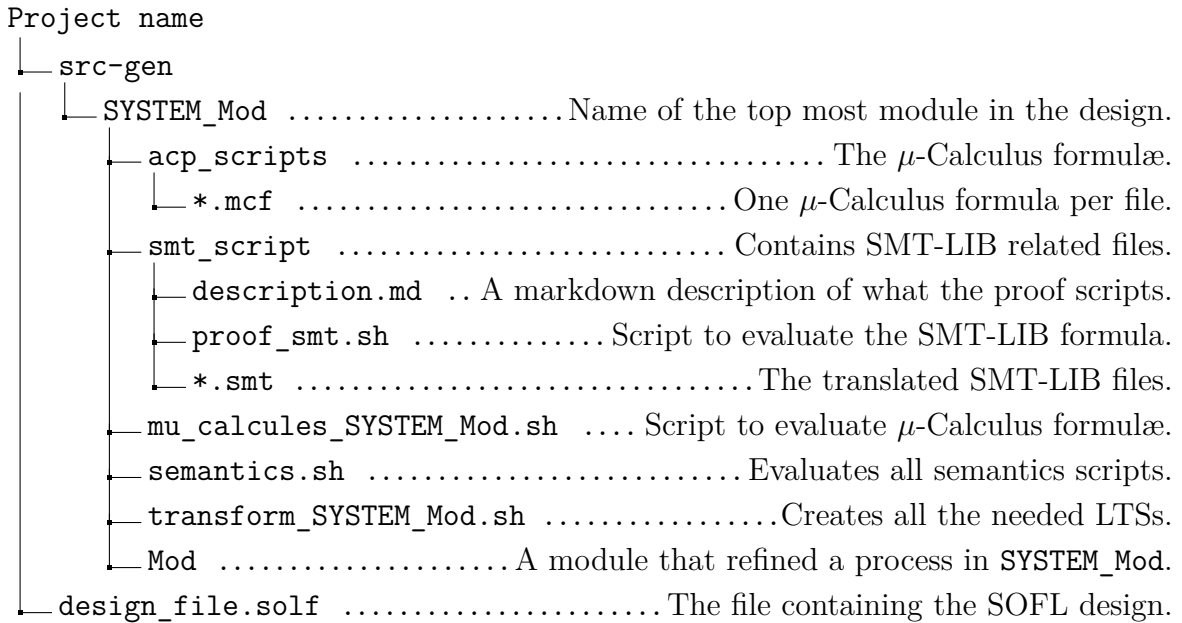 Project name
src-gen
SYSTEM_Mod ..................... Name of the top most module in the design.
acp_scripts .................................... The μ-Calculus formulæ.
*.mcf ................................. One μ-Calculus formula per file.
smt_script ............................. Contains SMT-LIB related files.
description.md .. A markdown description of what the proof scripts.
proof_smt.sh ............... Script to evaluate the SMT-LIB formula.
*.smt ................................... The translated SMT-LIB files.
mu_calcules_SYSTEM_Mod.sh .... Script to evaluate μ-Calculus formulæ.
semantics.sh ............................ Evaluates all semantics scripts.
transform_SYSTEM_Mod.sh .................. Creates all the needed LTSs.
Mod ...................... A module that refined a process in SYSTEM_Mod.
design_file.solf ........................ The file containing the SOFL design.